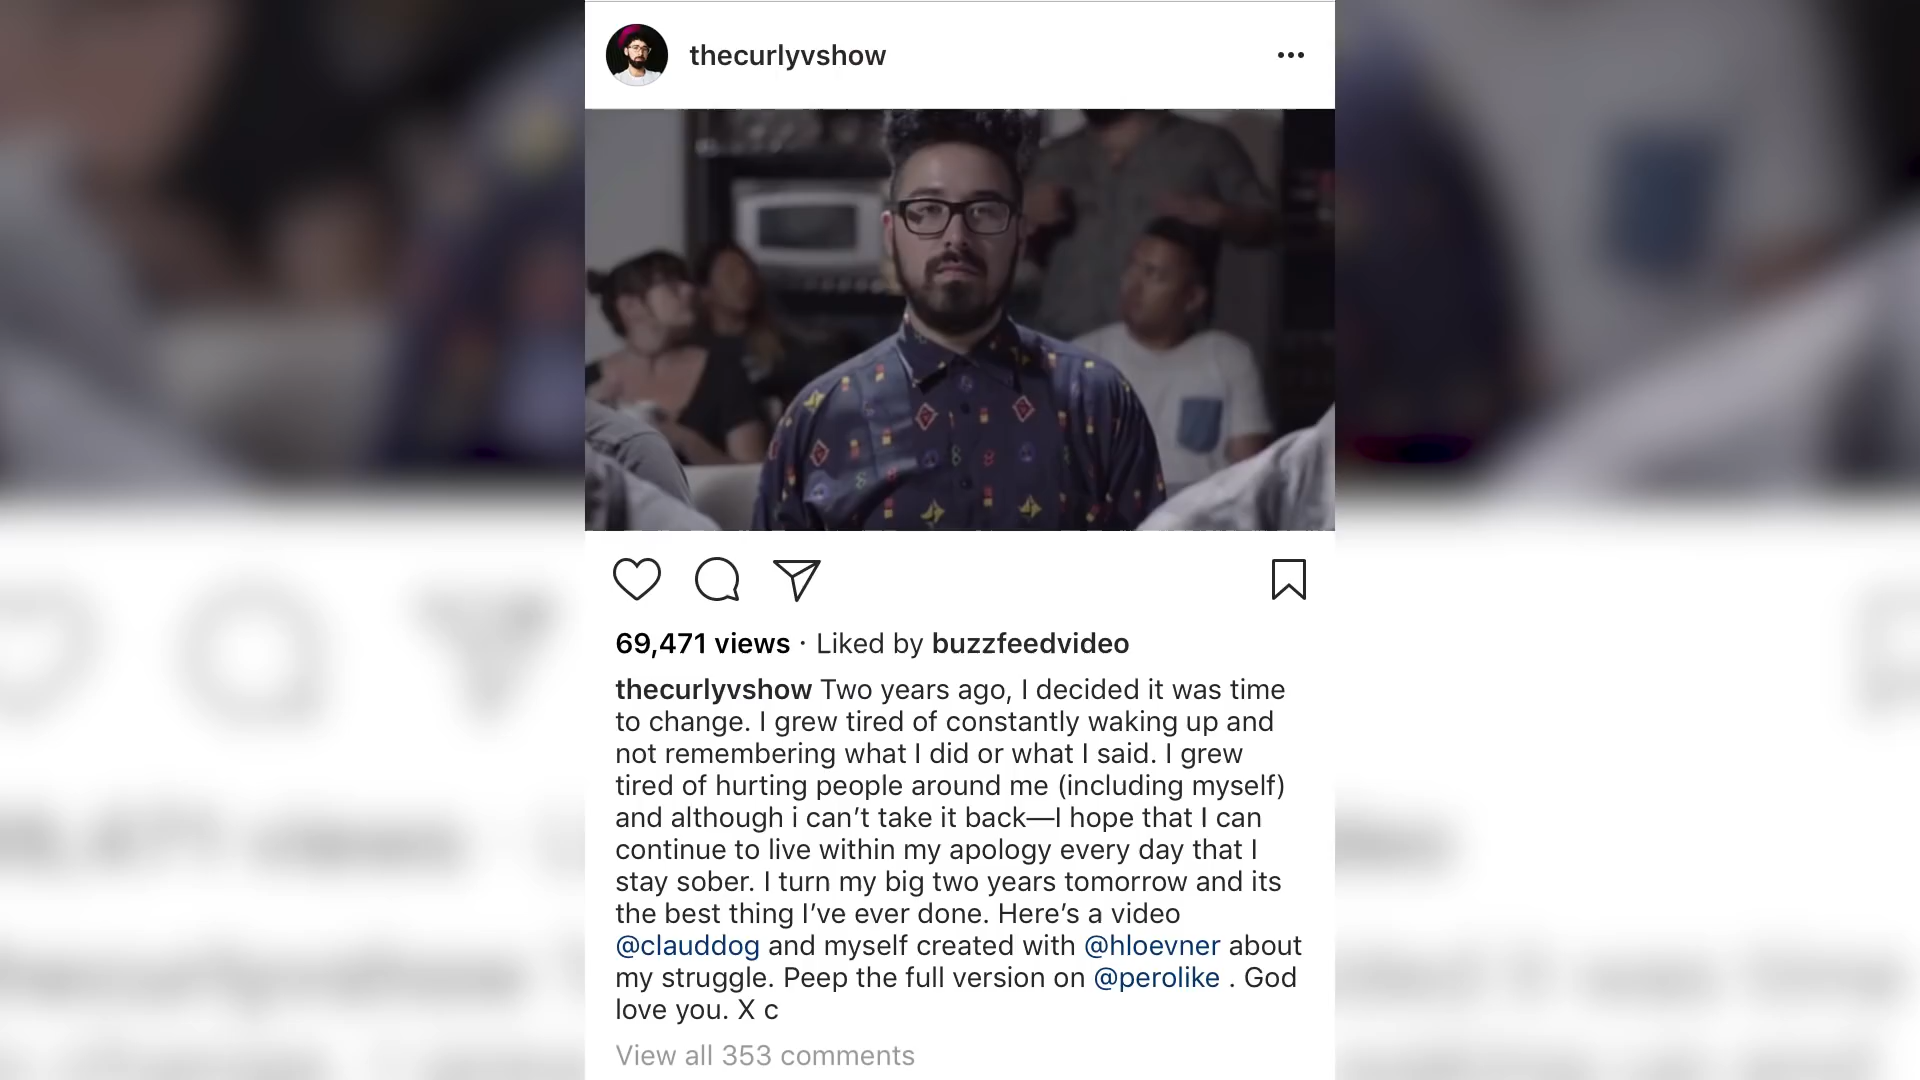 thecurlyvshow
69,471 views · Liked by buzzfeedvideo
thecurlyvshow Two years ago, I decided it was time
to change. I grew tired of constantly waking up and
not remembering what I did or what I said. I grew
tired of hurting people around me (including myself)
and although i can’t take it back—I hope that I can
continue to live within my apology every day that I
stay sober. I turn my big two years tomorrow and its
the best thing I’ve ever done. Here’s a video
@clauddog and myself created with @hloevner about
my struggle. Peep the full version on @perolike . God
love you. X c
View all 353 comments